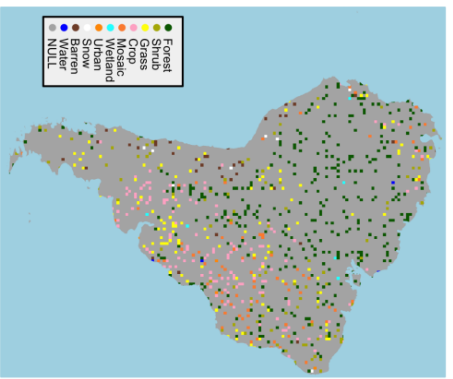 Forest
Shrub
Grass
Crop
Mosaic
Wetland
Urban
Snow
Barren
Water
NULL